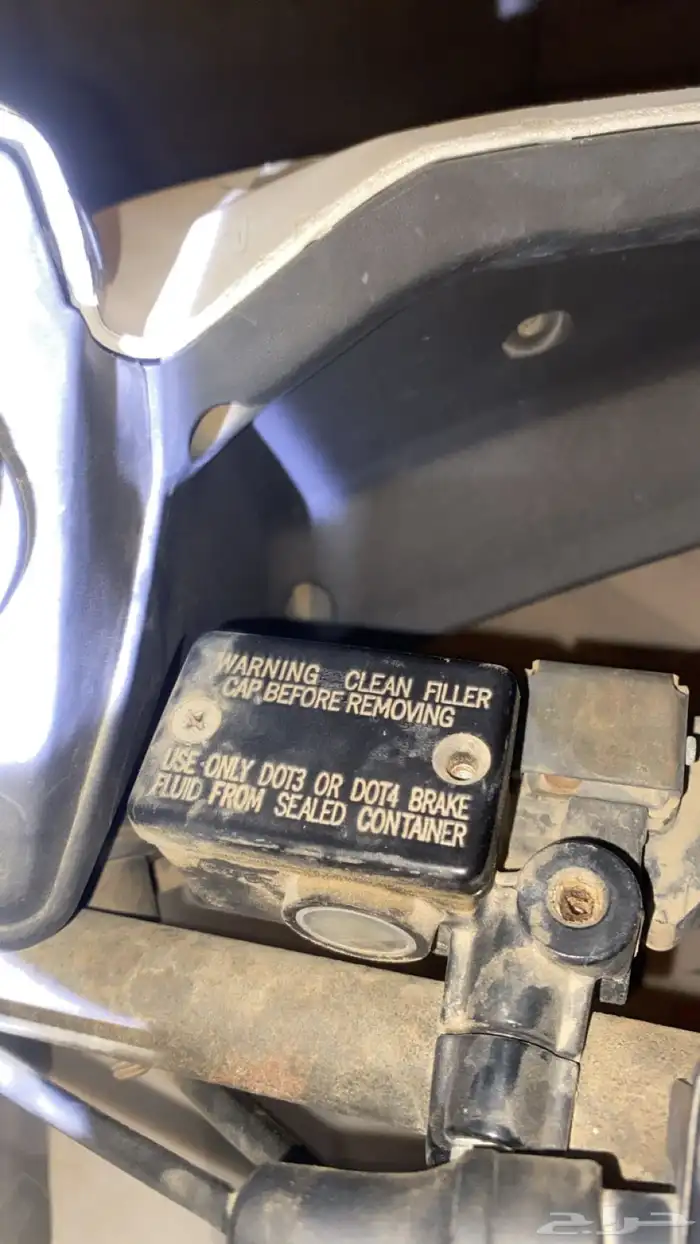 WARNING CLEAN FILLER
CAP BEFORE REMOVING
USE ONLY DOT3 OR DOT4 BRAKE
FLUID FROM SEALED CONTAINER
حراج